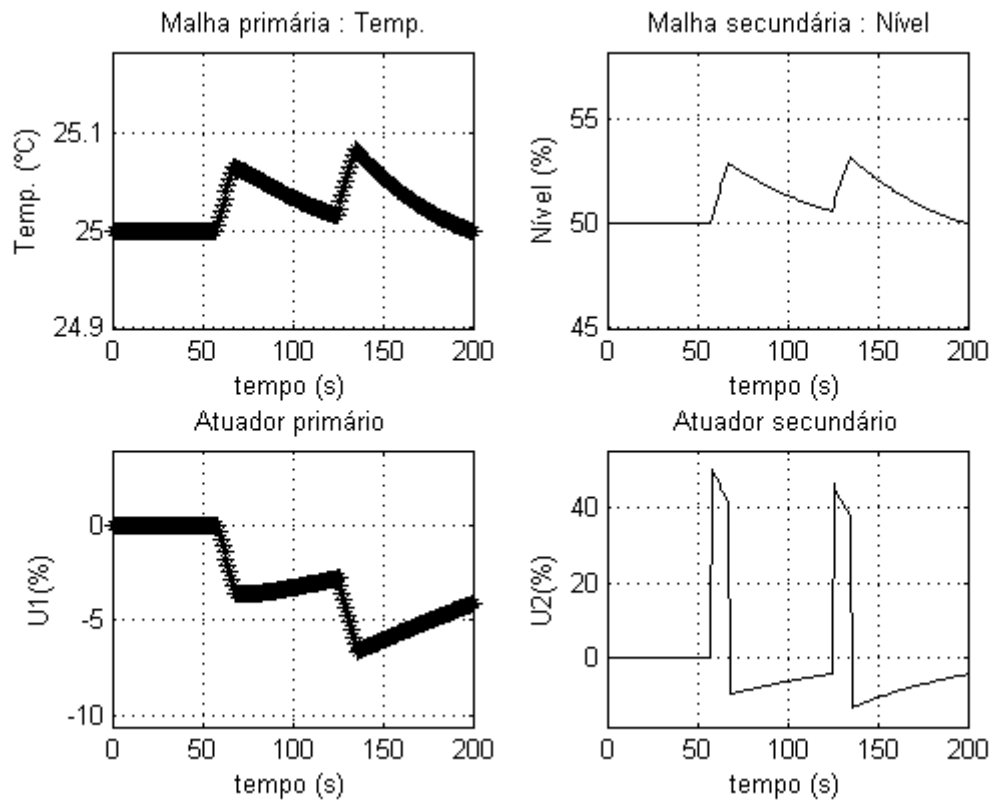 Malha primária : Temp.
Temp. (°C)
25.1
25
24.9
0 50 100 150 200
tempo (s)
Malha secundária : Nível
Nível (%)
55
50
45
0 50 100 150 200
tempo (s)
Atuador primário
U1(%)
0
-5
-10
0 50 100 150 200
tempo (s)
Atuador secundário
U2(%)
40
20
0
0 50 100 150 200
tempo (s)